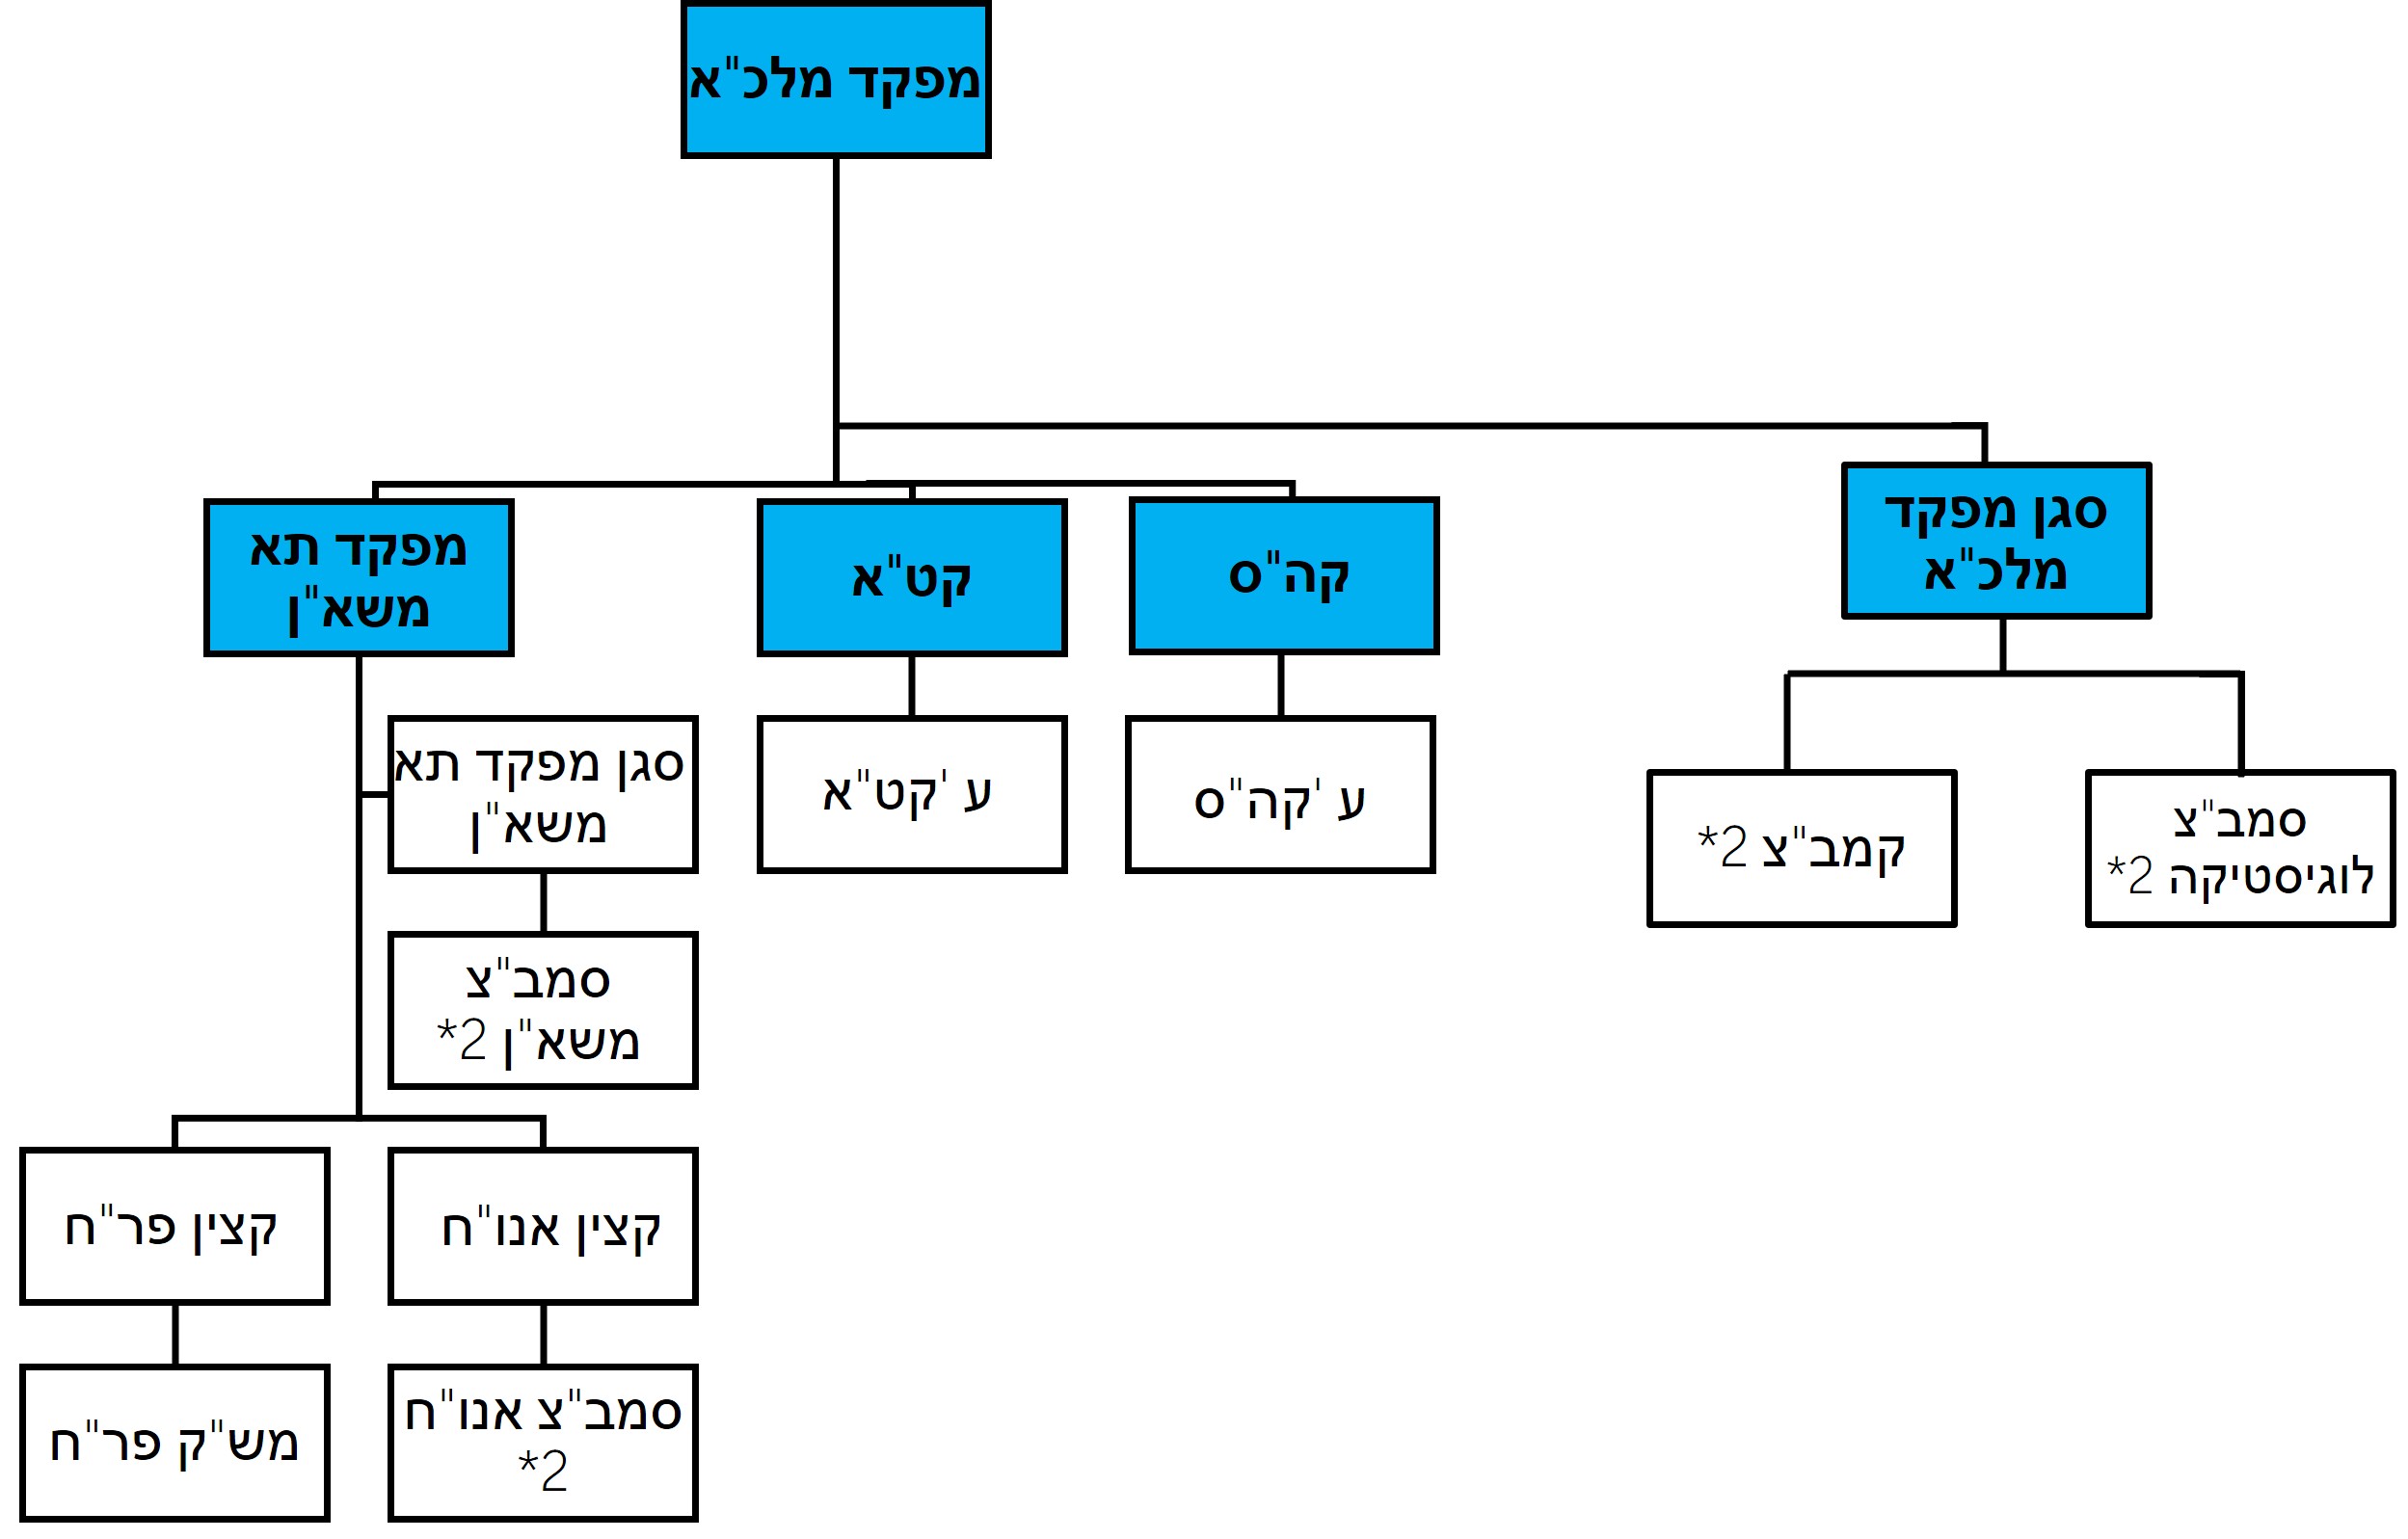 מפקד מלכ"א
סגן מפקד
מלכ"א
קה"ס
קט"א
מפקד תא
משא"ן
סמב"צ
לוגיסטיקה 2*
קמב"צ 2*
ע 'קה"ס
ע 'קט"א
סגן מפקד תא
משא"ן
סמב"צ
משא"ן 2*
קצין אנו"ח
קצין פר"ח
סמב"צ אנו"ח
2*
מש"ק פר"ח